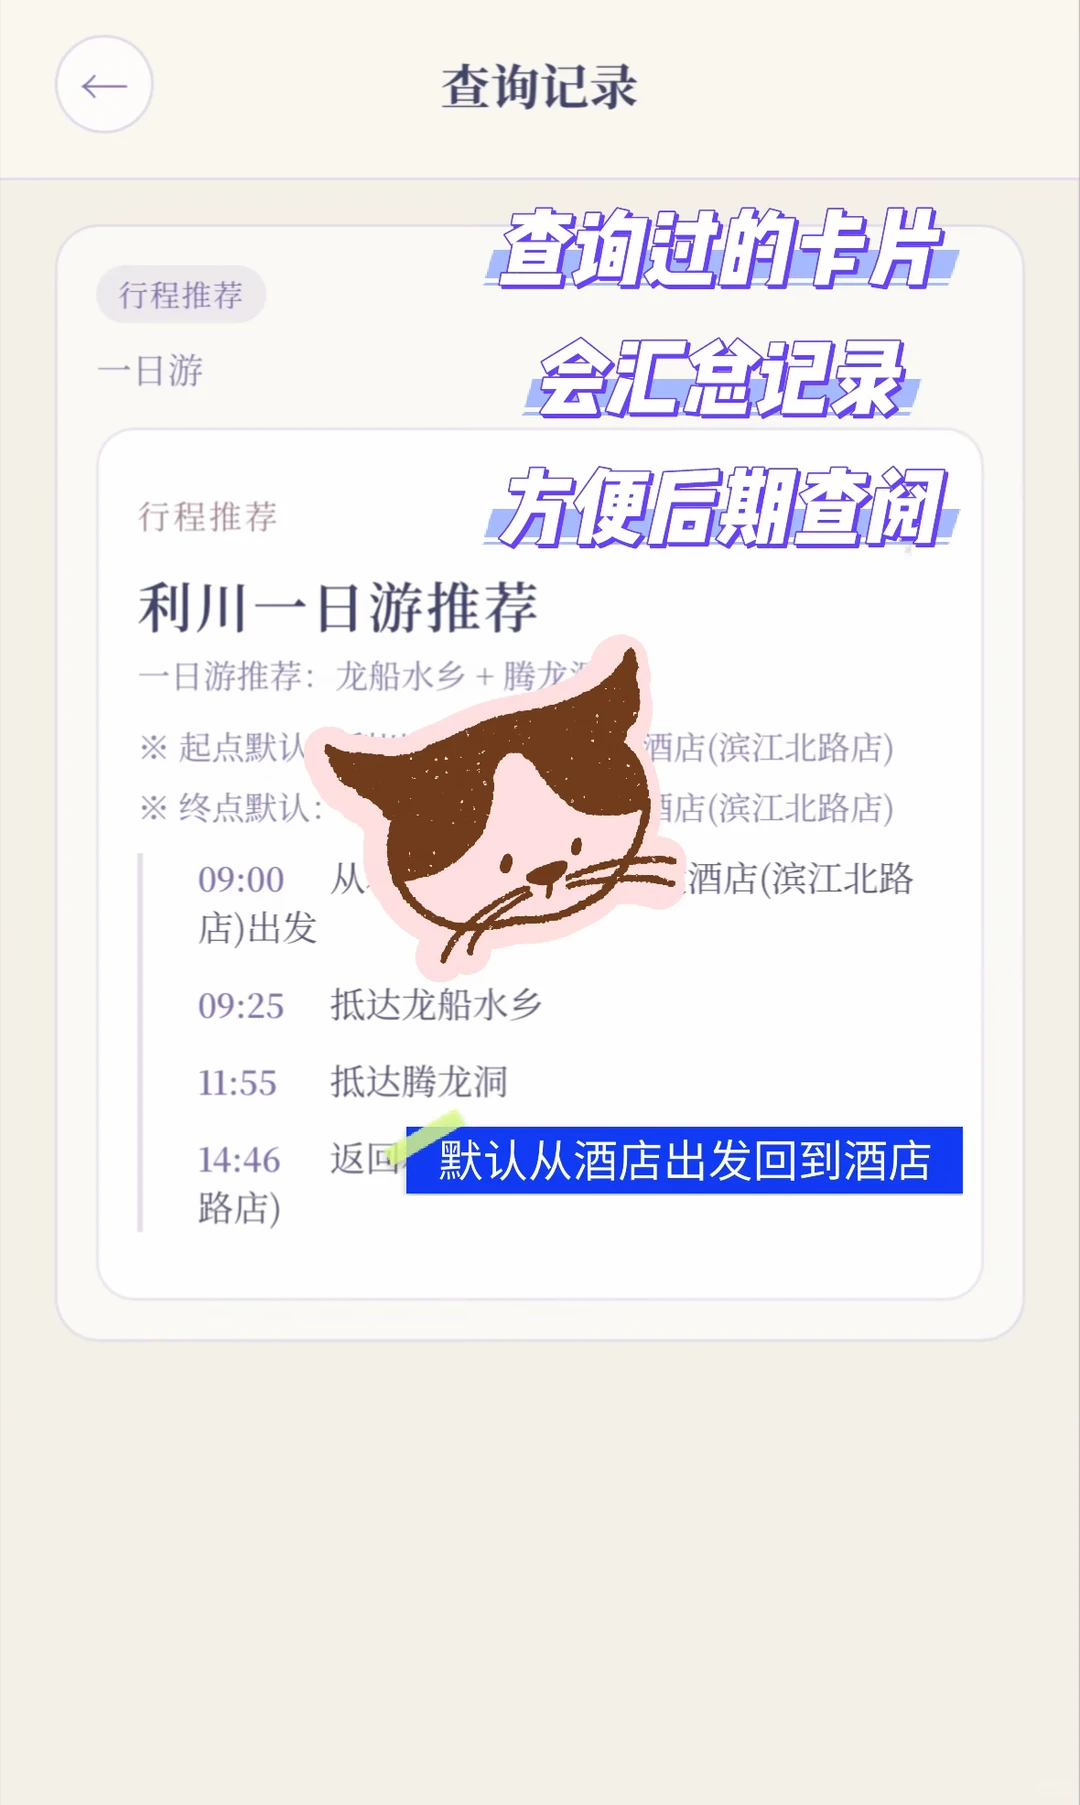 查询记录
查询过的卡片
行程推荐
一日游
会汇总记录
方便后期查阅
行程推荐
利川一日游推荐
一日游推荐：龙船水乡 + 腾龙
※ 起点默认 酒店(滨江北路店)
※ 终点默认： 酒店(滨江北路店)
09:00 从 酒店(滨江北路
店)出发
09:25 抵达龙船水乡
11:55 抵达腾龙洞
14:46 返回
默认从酒店出发回到酒店
路店)